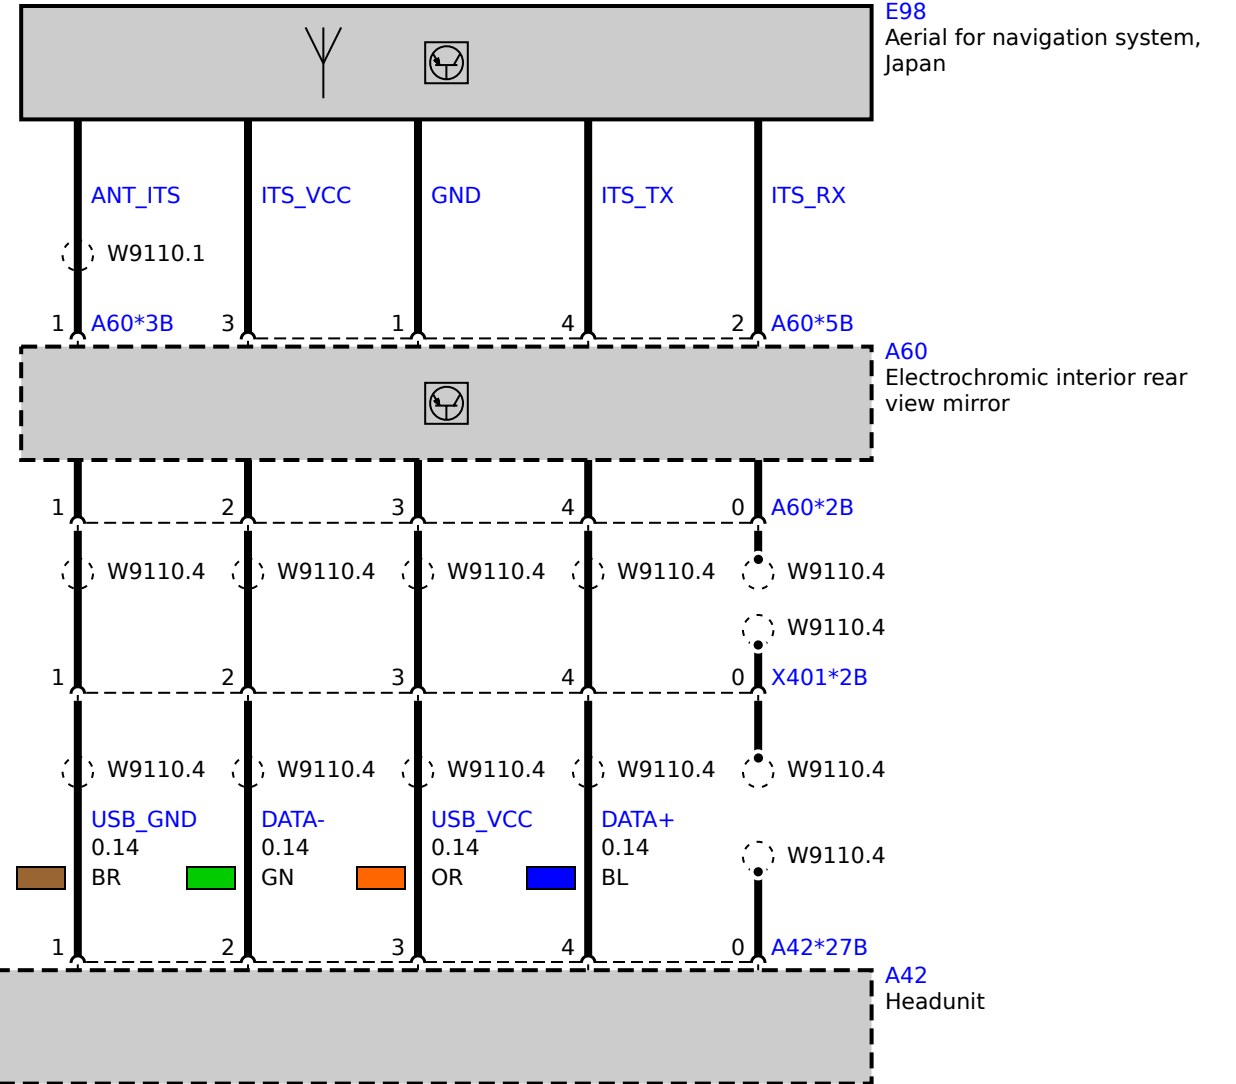 E98
Aerial for navigation system,
Japan
ANT_ITS ITS_VCC GND ITS_TX ITS_RX
W9110.1
1 A60*3B 3 1 4 2 A60*5B
A60
Electrochromic interior rear
view mirror
1 2 3 4 0 A60*2B
W9110.4 W9110.4 W9110.4 W9110.4 W9110.4
W9110.4
1 2 3 4 0 X401*2B
W9110.4 W9110.4 W9110.4 W9110.4 W9110.4
USB_GND DATA- USB_VCC DATA+
0.14 0.14 0.14 0.14
W9110.4
BR GN OR BL
1 2 3 4 0 A42*27B
A42
Headunit